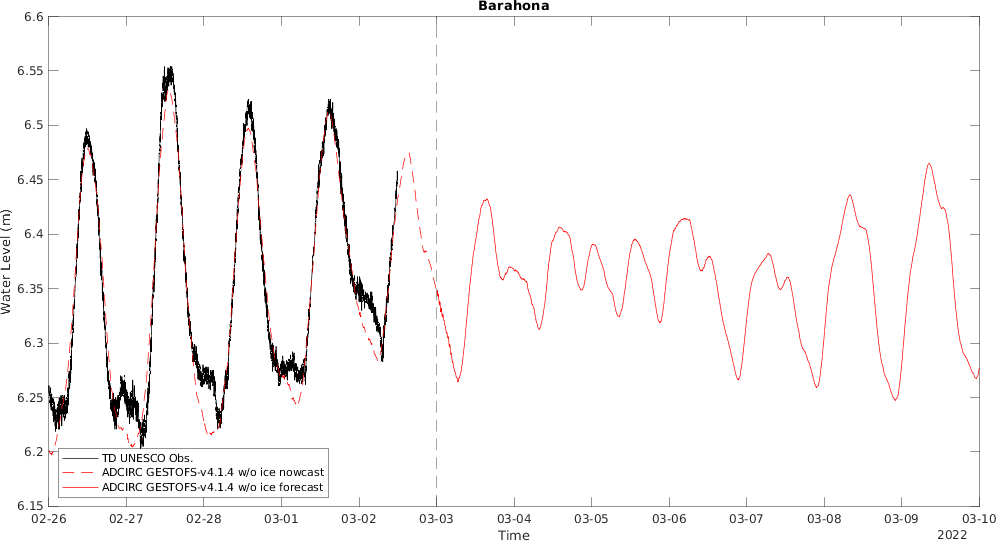 Barahona
Water Level (m)
6.6
6.55
6.5
6.45
6.4
6.35
6.3
6.25
6.2
6.15
TD UNESCO Obs.
ADCIRC GESTOFS-v4.1.4 w/o ice nowcast
ADCIRC GESTOFS-v4.1.4 w/o ice forecast
02-26 02-27 02-28 03-01 03-02 03-03 03-04 03-05 03-06 03-07 03-08 03-09 03-10
Time
2022